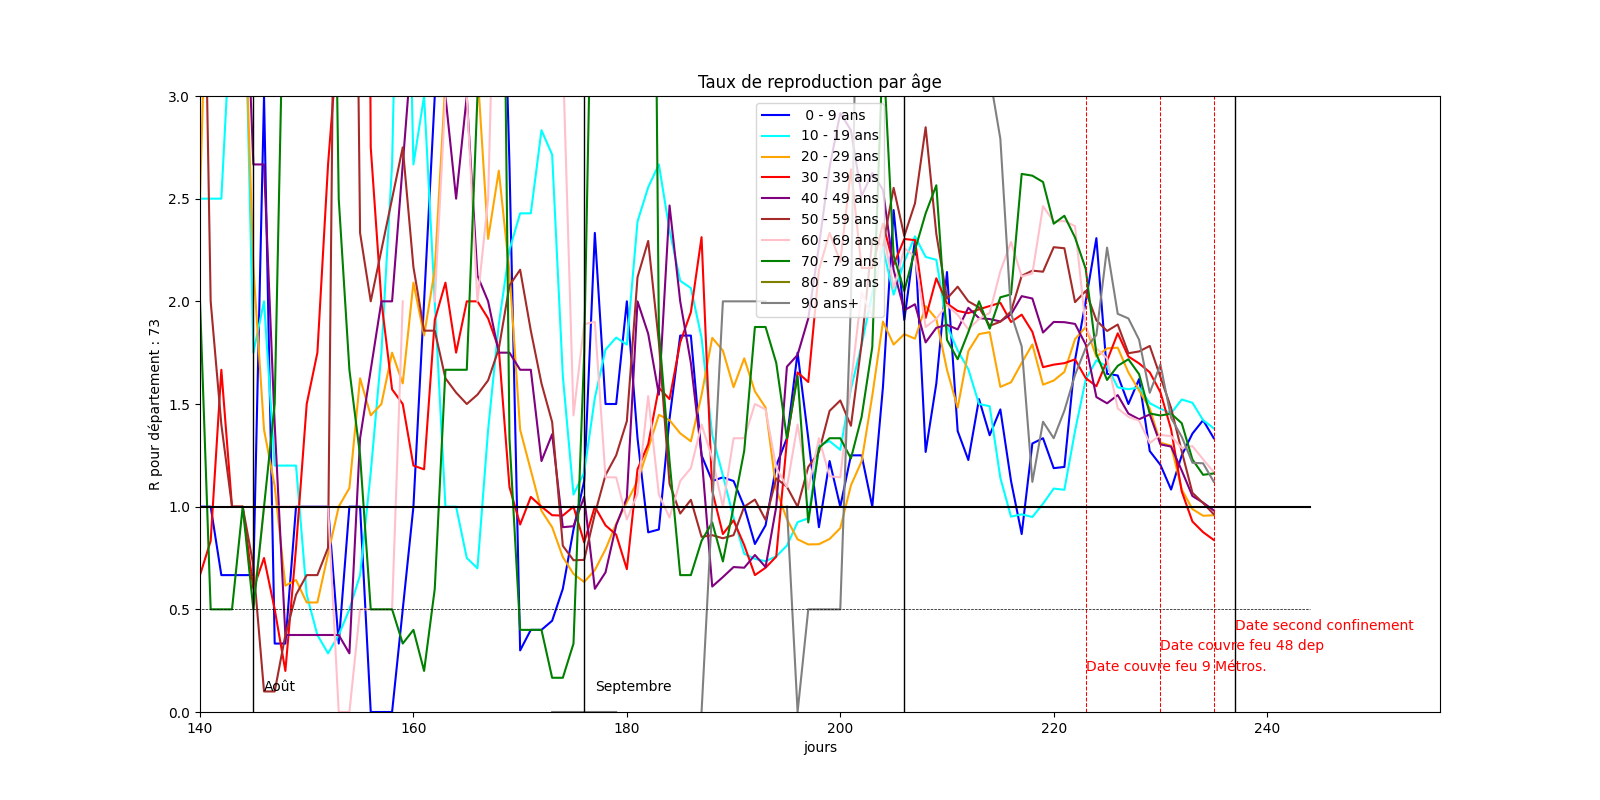 Taux de reproduction par âge
3.0
2.5
2.0
1.5
1.0
0.5
0.0
R pour département : 73
0 - 9 ans
10 - 19 ans
20 - 29 ans
30 - 39 ans
40 - 49 ans
50 - 59 ans
60 - 69 ans
70 - 79 ans
80 - 89 ans
90 ans+
Date second confinement
Date couvre feu 48 dep
Date couvre feu 9 Métros.
Août
Septembre
140
160
180
200
220
240
jours